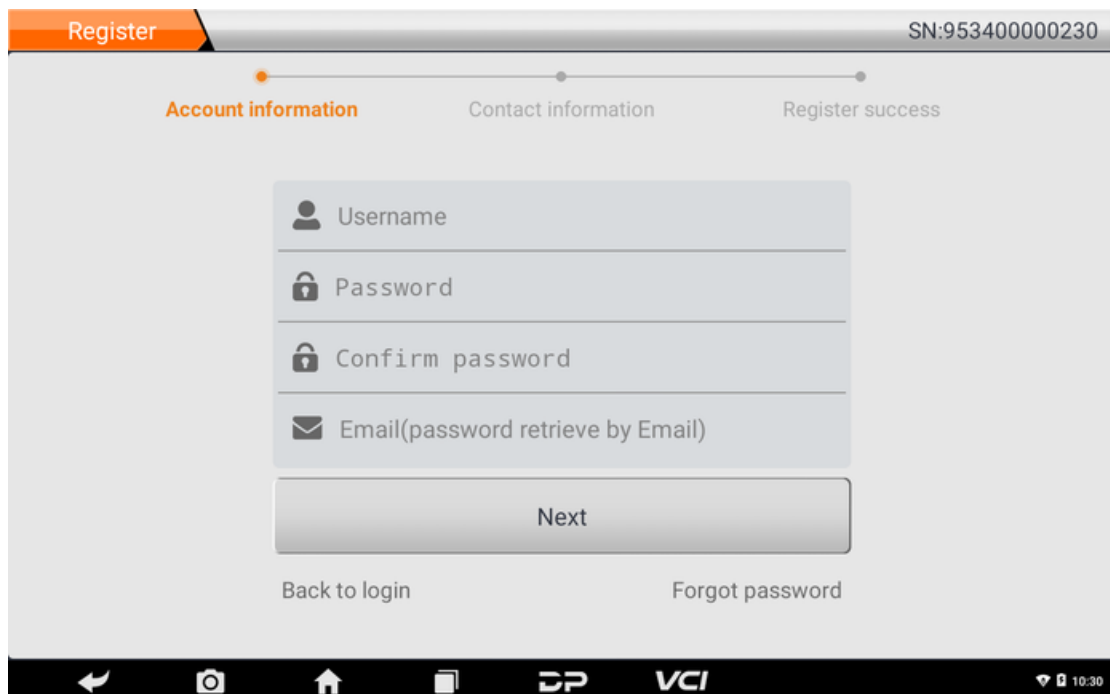 Register
SN:953400000230
Account information
Contact information
Register success
Username
Password
Confirm password
Email(password retrieve by Email)
Next
Back to login
Forgot password
DP
VCI
10:30